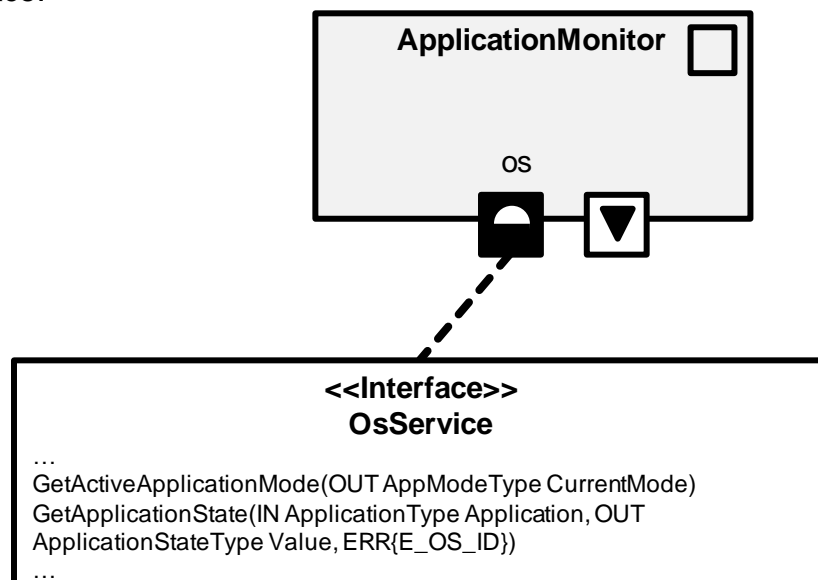 ApplicationMonitor
os
<<Interface>>
OsService
...
GetActiveApplicationMode(OUT AppModeType CurrentMode)
GetApplicationState(IN ApplicationType Application, OUT
ApplicationStateType Value, ERR{E_OS_ID})
...